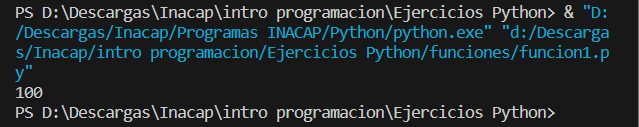 PS D:\Descargas\Inacap\intro programacion\Ejercicios Python> & "D:
/Descargas/Inacap/Programas INACAP/Python/python.exe" "d:/Descarga
s/Inacap/intro programacion/Ejercicios Python/funciones/funcion1.p
y"
100
PS D:\Descargas\Inacap\intro programacion\Ejercicios Python>